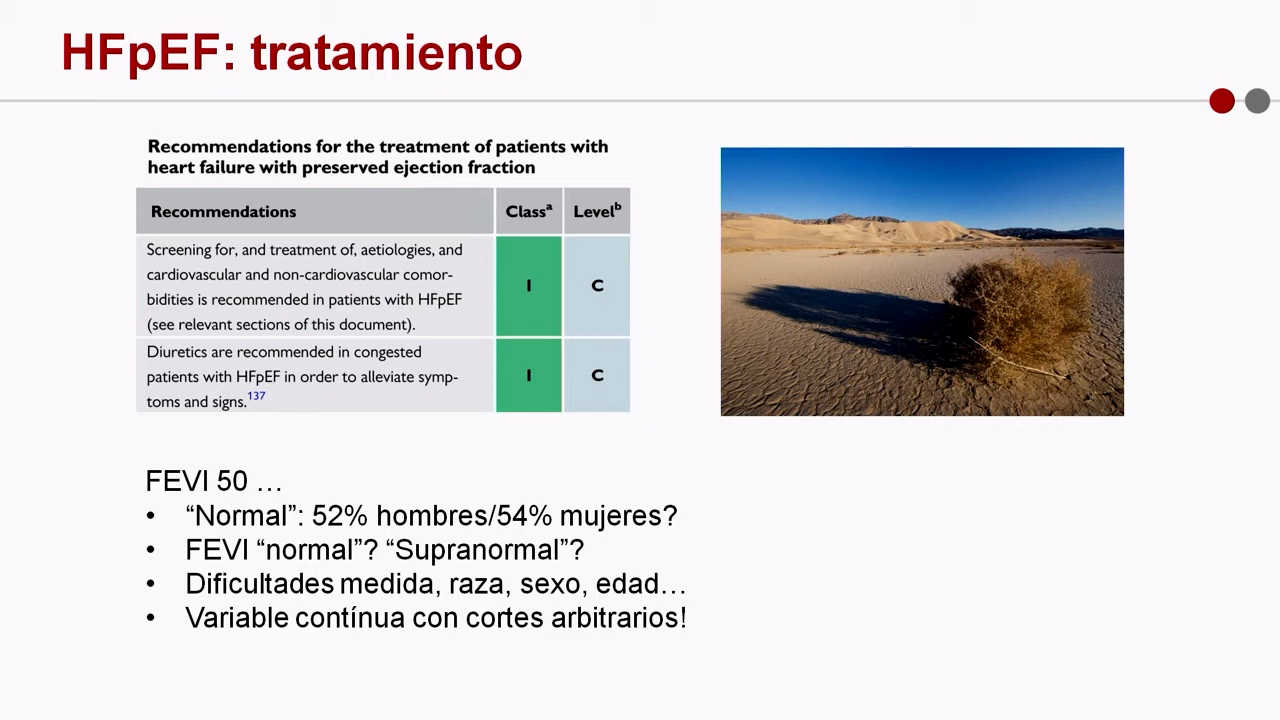 HFpEF: tratamiento
Recommendations for the treatment of patients with
heart failure with preserved ejection fraction
Recommendations Classᵃ Levelᵇ
Screening for, and treatment of, aetiologies, and
cardiovascular and non-cardiovascular comor-
bidities is recommended in patients with HFpEF
(see relevant sections of this document).
I C
Diuretics are recommended in congested
patients with HFpEF in order to alleviate symp-
toms and signs.¹³⁷
I C
FEVI 50 …
• “Normal”: 52% hombres/54% mujeres?
• FEVI “normal”? “Supranormal”?
• Dificultades medida, raza, sexo, edad…
• Variable contínua con cortes arbitrarios!